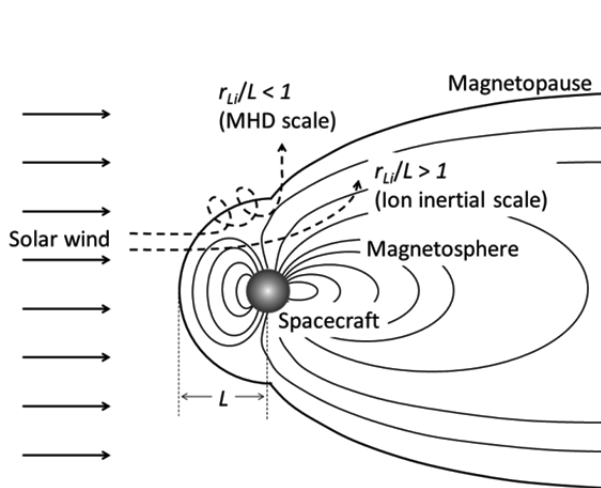 Magnetopause
r_Li/L < 1
(MHD scale)
r_Li/L > 1
(Ion inertial scale)
Solar wind
Magnetosphere
Spacecraft
L